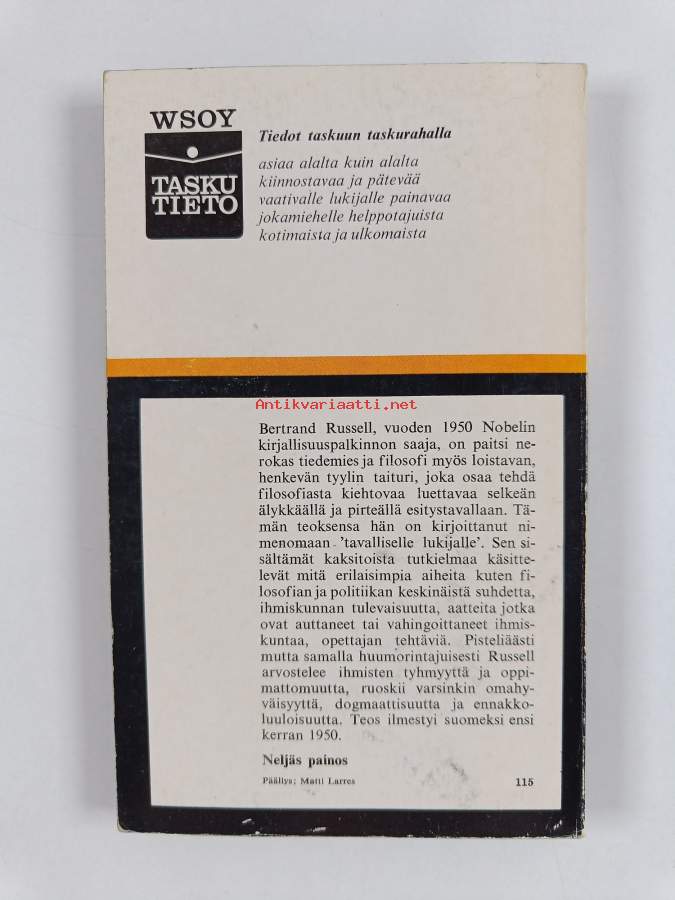 WSOY
TASKU
TIETO
Tiedot taskuun taskurahalla
asiaa alalta kuin alalta
kiinnostavaa ja pätevää
vaativalle lukijalle painavaa
jokamiehelle helppotajuista
kotimaista ja ulkomaista
Antikvariaatti.net
Bertrand Russell, vuoden 1950 Nobelin
kirjallisuuspalkinnon saaja, on paitsi ne-
rokas tiedemies ja filosofi myös loistavan,
henkevän tyylin taituri, joka osaa tehdä
filosofiasta kiehtovaa luettavaa selkeän
älykkäällä ja pirteällä esitystavallaan. Tä-
män teoksensa hän on kirjoittanut ni-
menomaan 'tavalliselle lukijalle'. Sen si-
sältämät kaksitoista tutkielmaa käsitte-
levät mitä erilaisimpia aiheita kuten fi-
losofian ja politiikan keskinäistä suhdetta,
ihmiskunnan tulevaisuutta, aatteita jotka
ovat auttaneet tai vahingoittaneet ihmis-
kuntaa, opettajan tehtäviä. Pisteliäästi
mutta samalla huumorintajuisesti Russell
arvostelee ihmisten tyhmyyttä ja oppi-
mattomuutta, ruoskii varsinkin omahy-
väisyyttä, dogmaattisuutta ja ennakko-
luuloisuutta. Teos ilmestyi suomeksi ensi
kerran 1950.
Neljäs painos
Päällys: Matti Larres
115